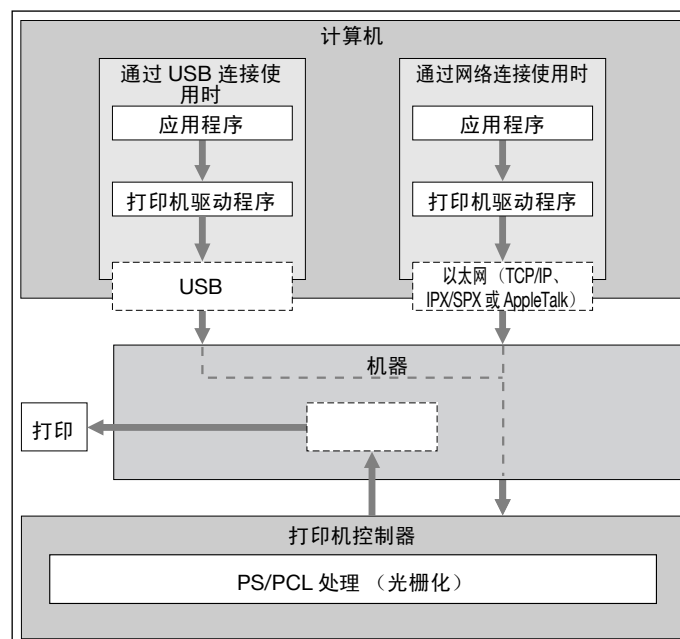 计算机
通过 USB 连接使
用时
应用程序
打印机驱动程序
USB
通过网络连接使用时
应用程序
打印机驱动程序
以太网（TCP/IP、
IPX/SPX 或 AppleTalk）
机器
打印
打印机控制器
PS/PCL 处理 （光栅化）